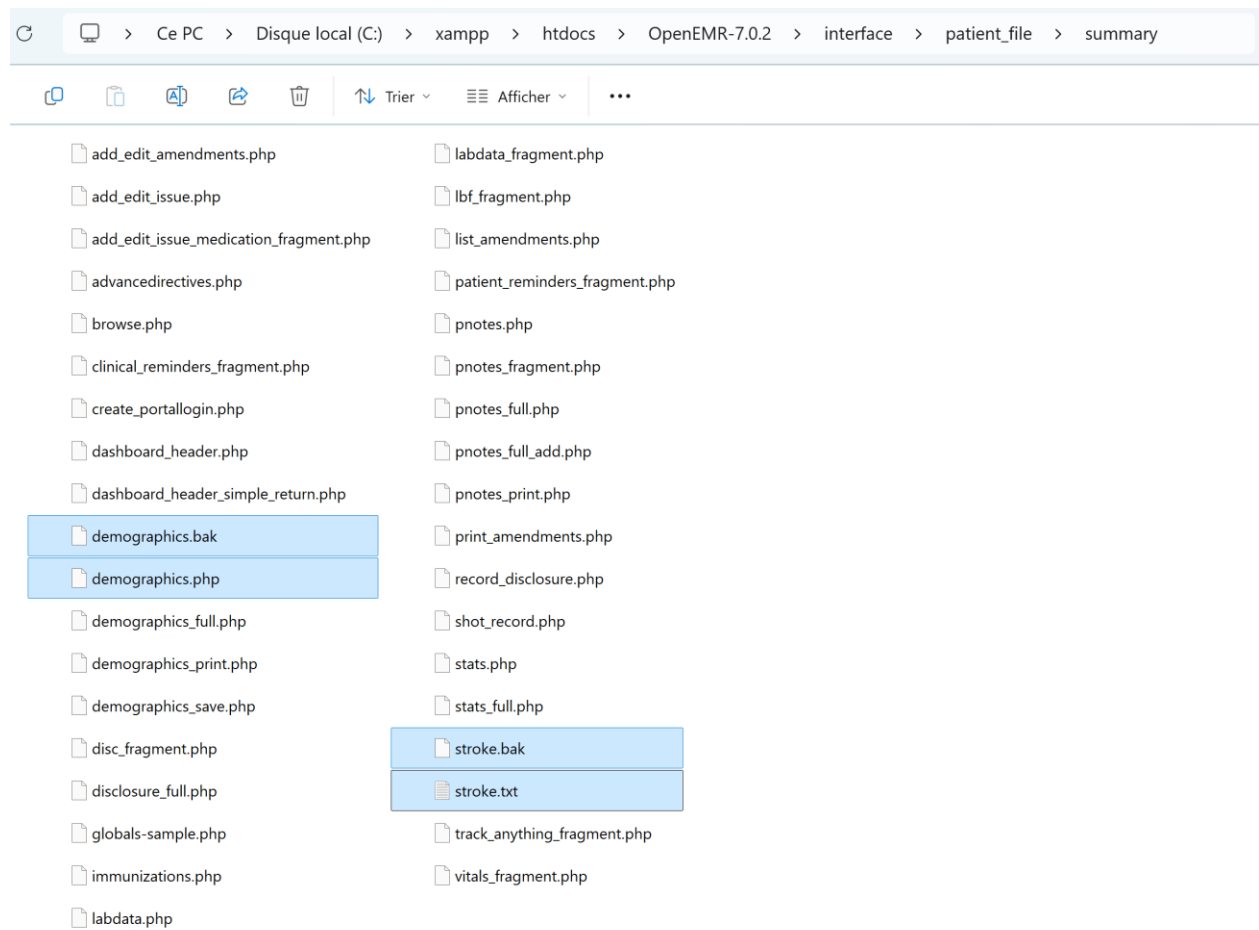 Ce PC > Disque local (C:) > xampp > htdocs > OpenEMR-7.0.2 > interface > patient_file > summary
Trier Afficher
add_edit_amendments.php
add_edit_issue.php
add_edit_issue_medication_fragment.php
advancedirectives.php
browse.php
clinical_reminders_fragment.php
create_portallogin.php
dashboard_header.php
dashboard_header_simple_return.php
demographics.bak
demographics.php
demographics_full.php
demographics_print.php
demographics_save.php
disc_fragment.php
disclosure_full.php
globals-sample.php
immunizations.php
labdata.php
labdata_fragment.php
lbf_fragment.php
list_amendments.php
patient_reminders_fragment.php
pnotes.php
pnotes_fragment.php
pnotes_full.php
pnotes_full_add.php
pnotes_print.php
print_amendments.php
record_disclosure.php
shot_record.php
stats.php
stats_full.php
stroke.bak
stroke.txt
track_anything_fragment.php
vitals_fragment.php